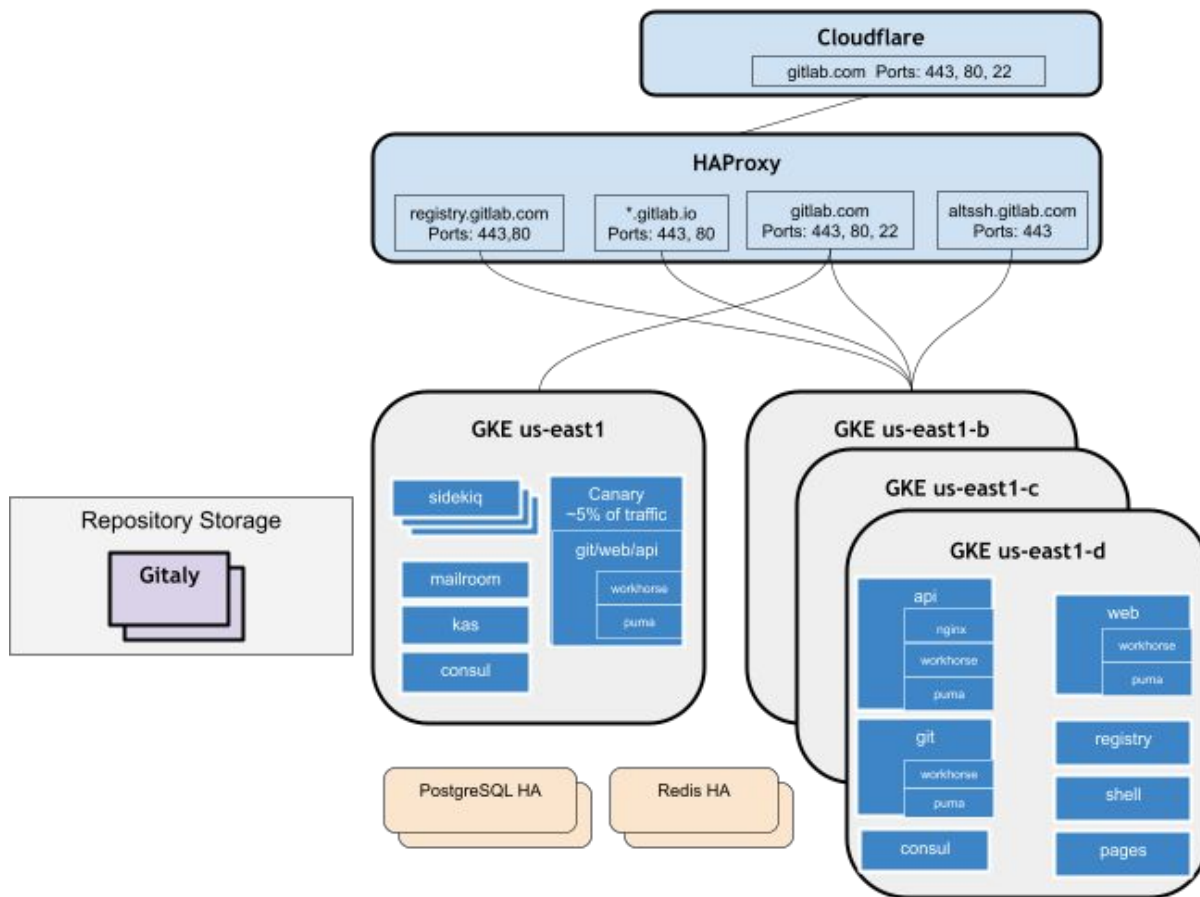 Cloudflare
gitlab.com Ports: 443, 80, 22
HAProxy
registry.gitlab.com
Ports: 443,80
*.gitlab.io
Ports: 443, 80
gitlab.com
Ports: 443, 80, 22
altssh.gitlab.com
Ports: 443
Repository Storage
Gitaly
GKE us-east1
sidekiq
mailroom
kas
consul
Canary
~5% of traffic
git/web/api
workhorse
puma
GKE us-east1-b
GKE us-east1-c
GKE us-east1-d
api
nginx
workhorse
puma
git
workhorse
puma
consul
web
workhorse
puma
registry
shell
pages
PostgreSQL HA
Redis HA